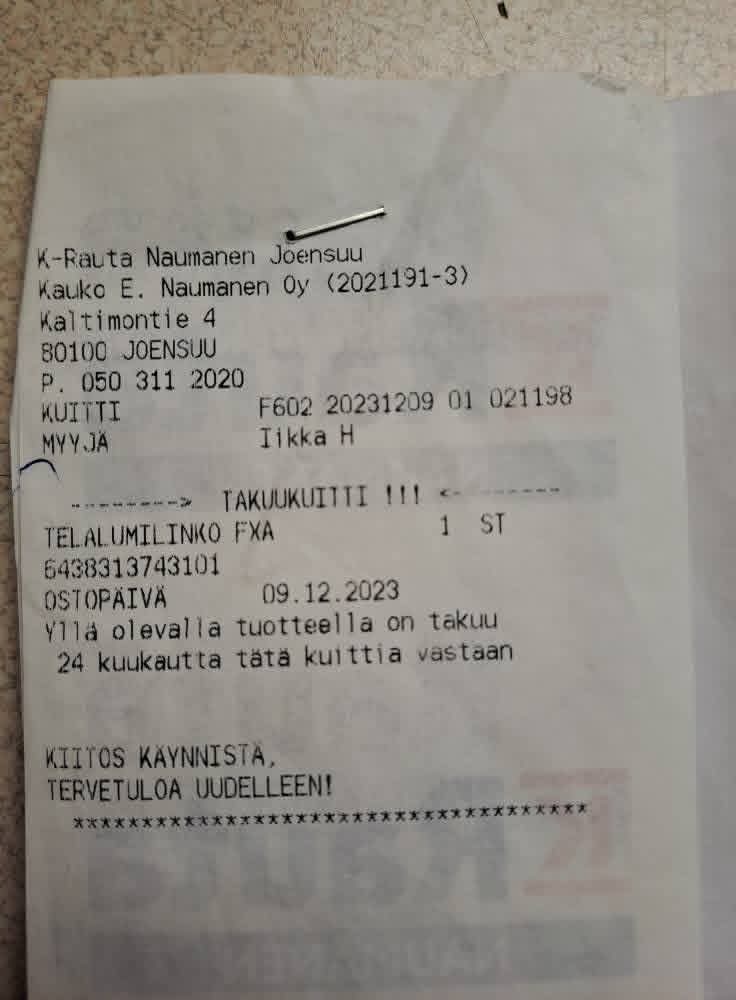 K-Rauta Naumanen Joensuu
Kauko E. Naumanen Oy (2021191-3)
Kaltimontie 4
80100 JOENSUU
P. 050 311 2020
KUITTI F602 20231209 01 021198
MYYJÄ Iikka H
---------> TAKUUKUITTI !!! <---------
TELALUMILINKO FXA 1 ST
6438313743101
OSTOPÄIVÄ 09.12.2023
Yllä olevalla tuotteella on takuu
24 kuukautta tätä kuittia vastaan
KIITOS KÄYNNISTÄ,
TERVETULOA UUDELLEEN!
*************************************